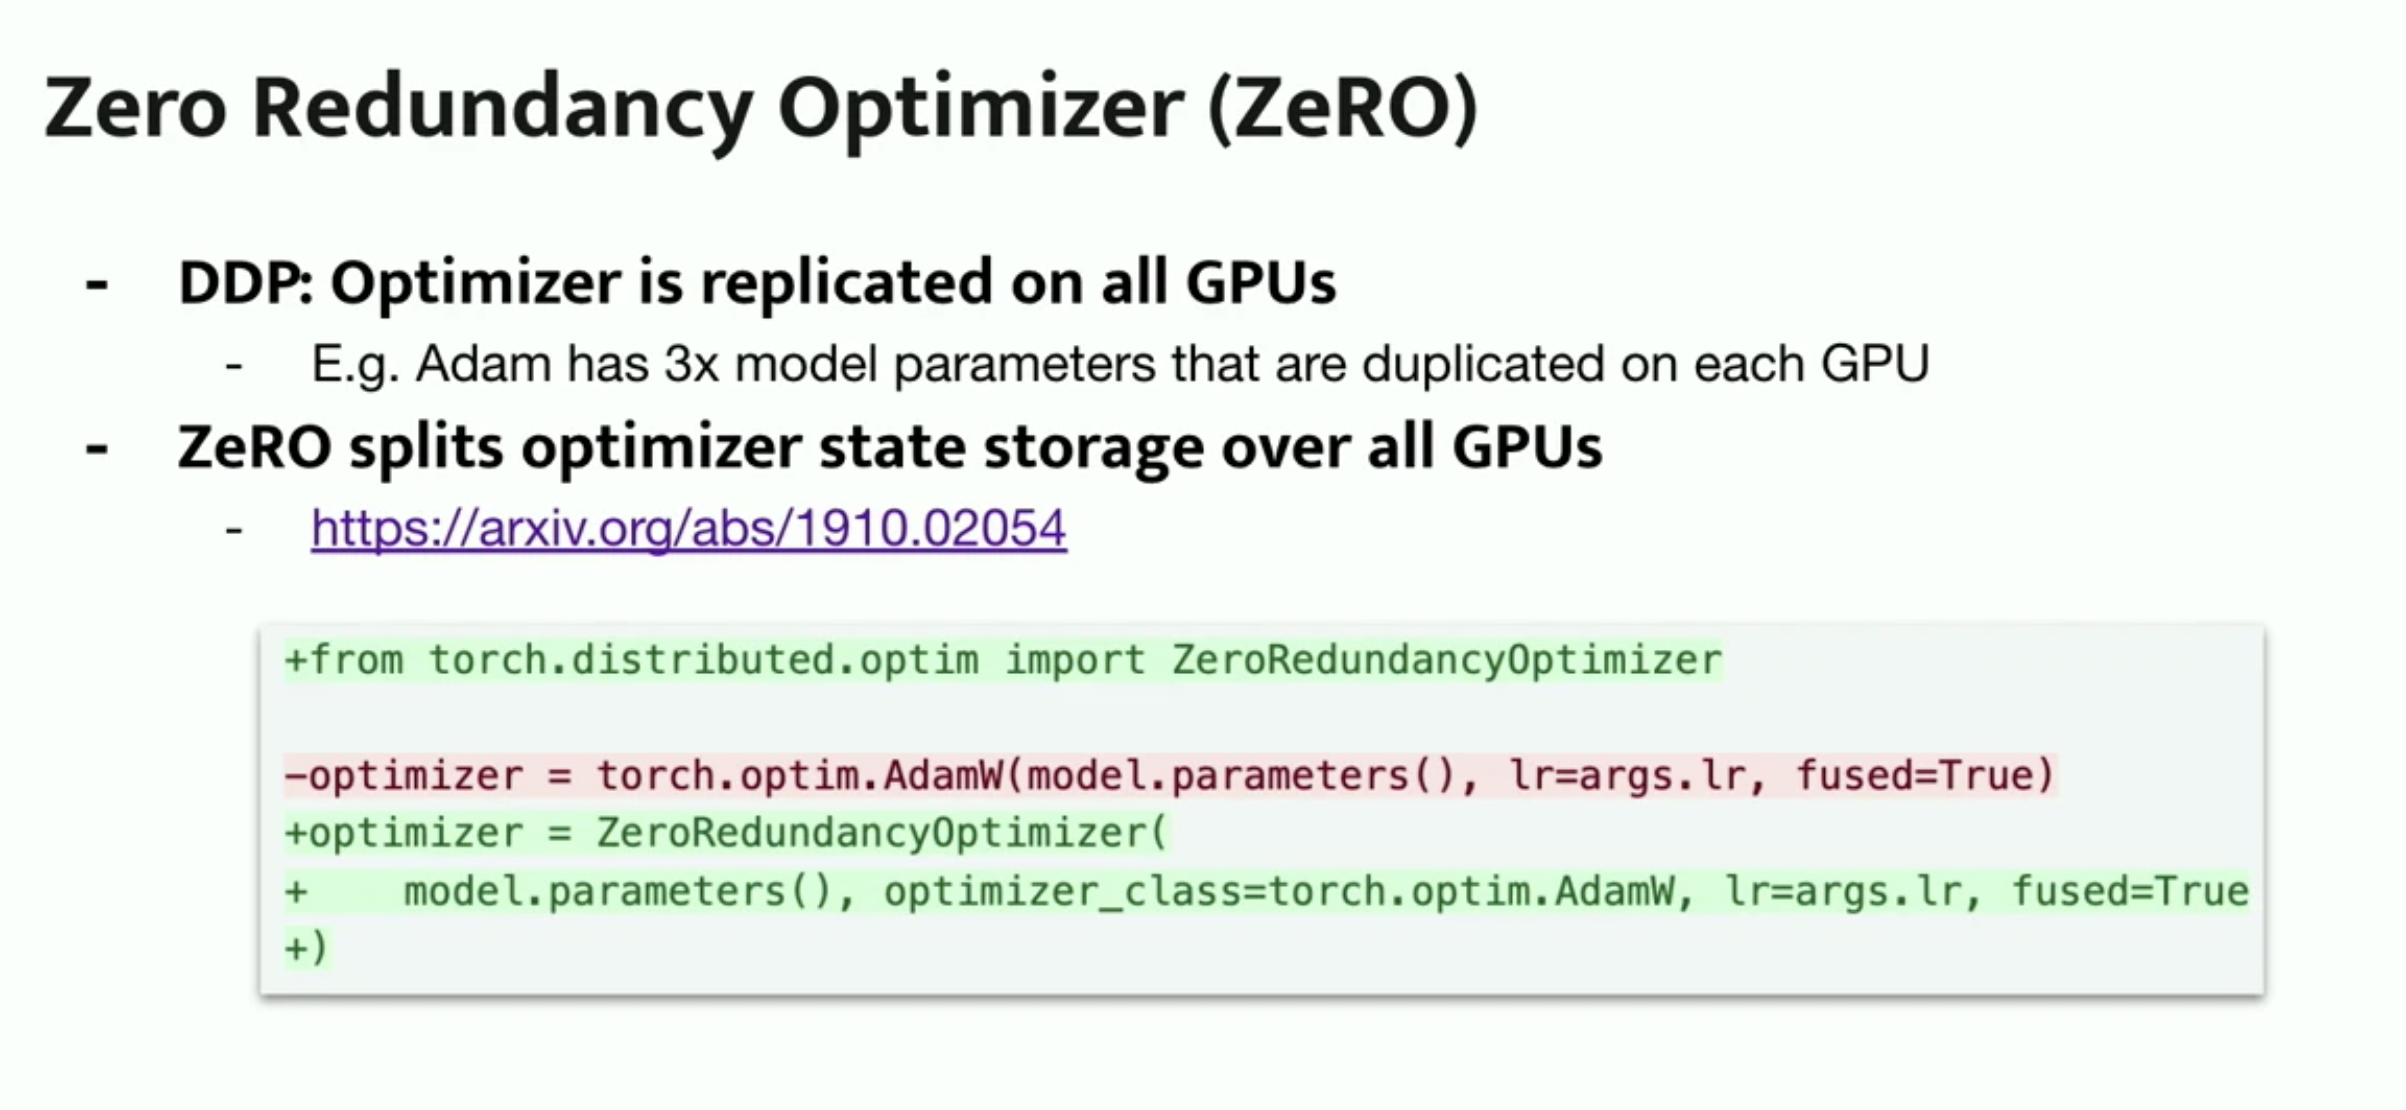 Zero Redundancy Optimizer (ZeRO)
- DDP: Optimizer is replicated on all GPUs
- E.g. Adam has 3x model parameters that are duplicated on each GPU
- ZeRO splits optimizer state storage over all GPUs
- https://arxiv.org/abs/1910.02054
+from torch.distributed.optim import ZeroRedundancyOptimizer
-optimizer = torch.optim.AdamW(model.parameters(), lr=args.lr, fused=True)
+optimizer = ZeroRedundancyOptimizer(
+    model.parameters(), optimizer_class=torch.optim.AdamW, lr=args.lr, fused=True
+)